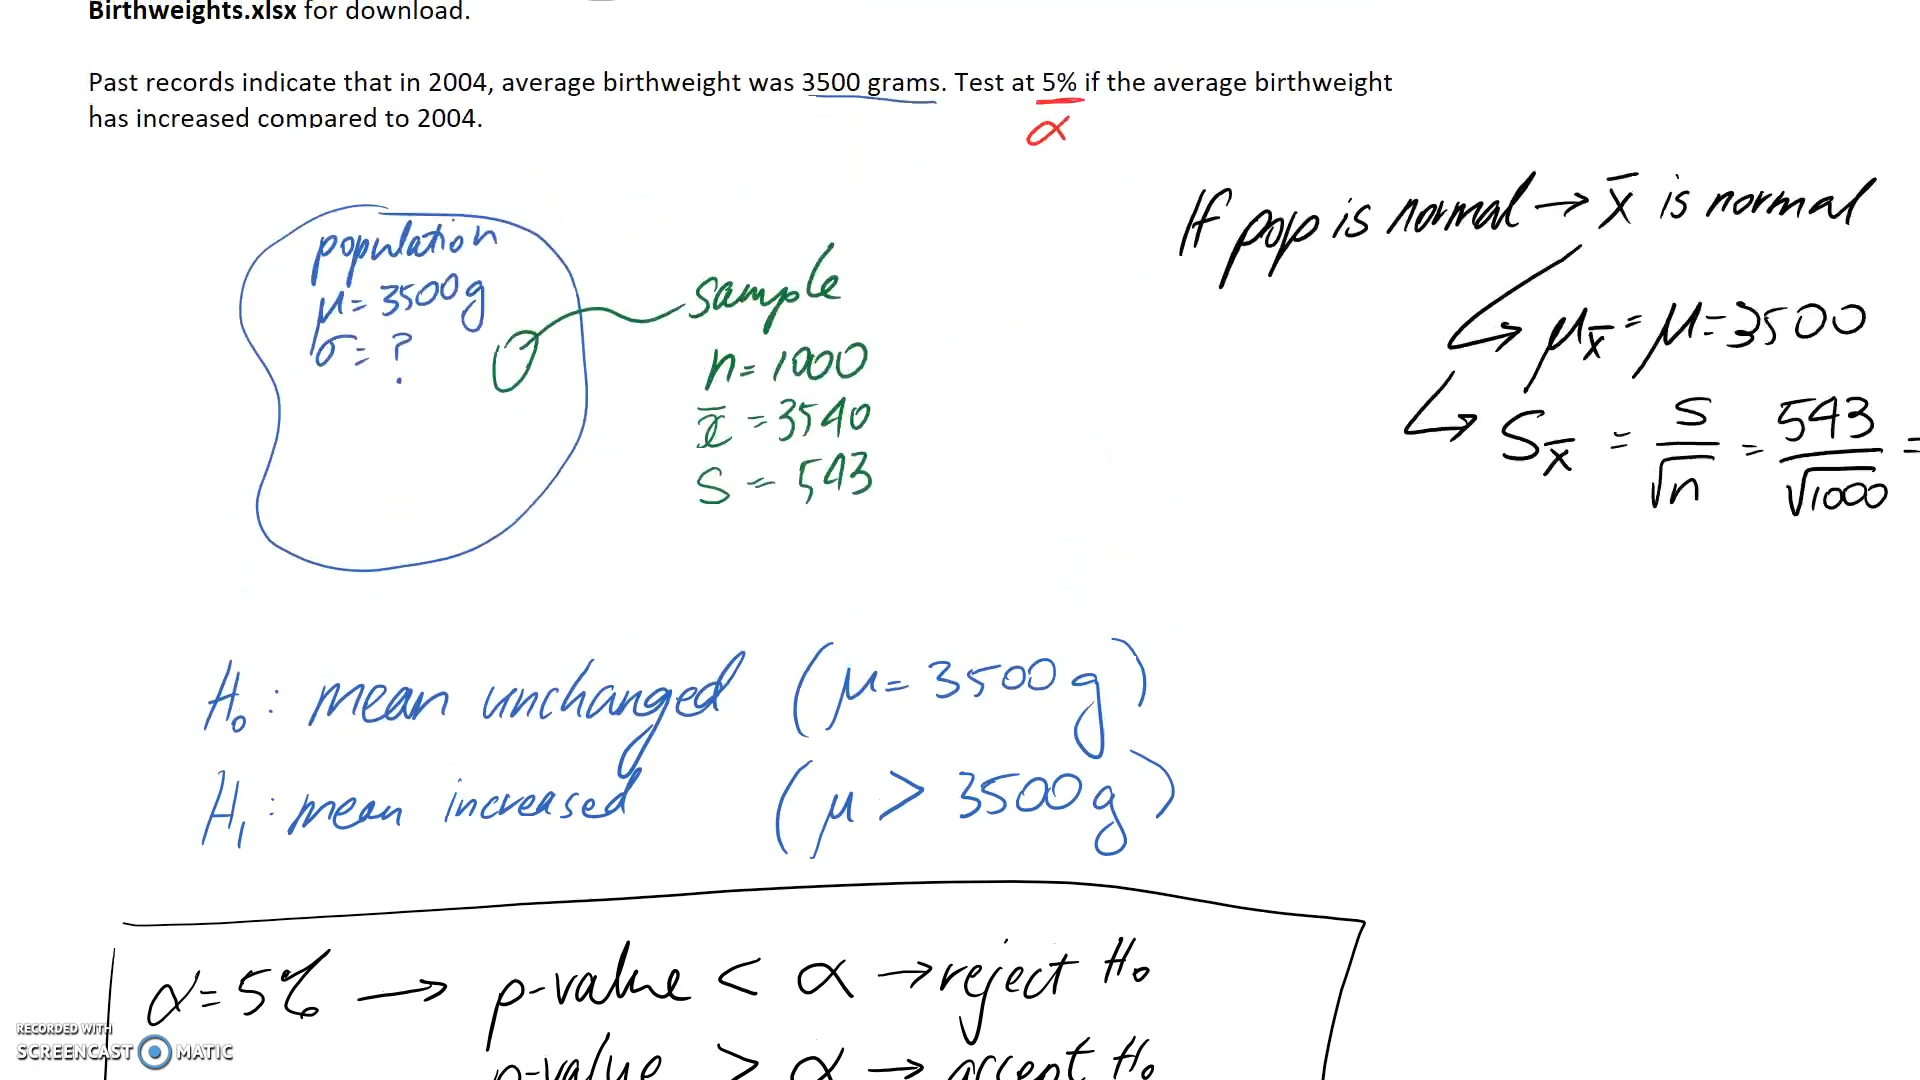 Birthweights.xlsx for download.
Past records indicate that in 2004, average birthweight was 3500 grams. Test at 5% if the average birthweight
has increased compared to 2004.
α
population
μ = 3500g
σ = ?
sample
n = 1000
x̄ = 3540
s = 543
If pop is normal → x̄ is normal
↳ μx̄ = μ = 3500
↳ Sx̄ = s/√n = 543/√1000 =
H₀: mean unchanged (μ = 3500g)
H₁: mean increased (μ > 3500g)
α = 5% → p-value < α → reject H₀
p-value > α → accept H₀
RECORDED WITH
SCREENCAST MATIC